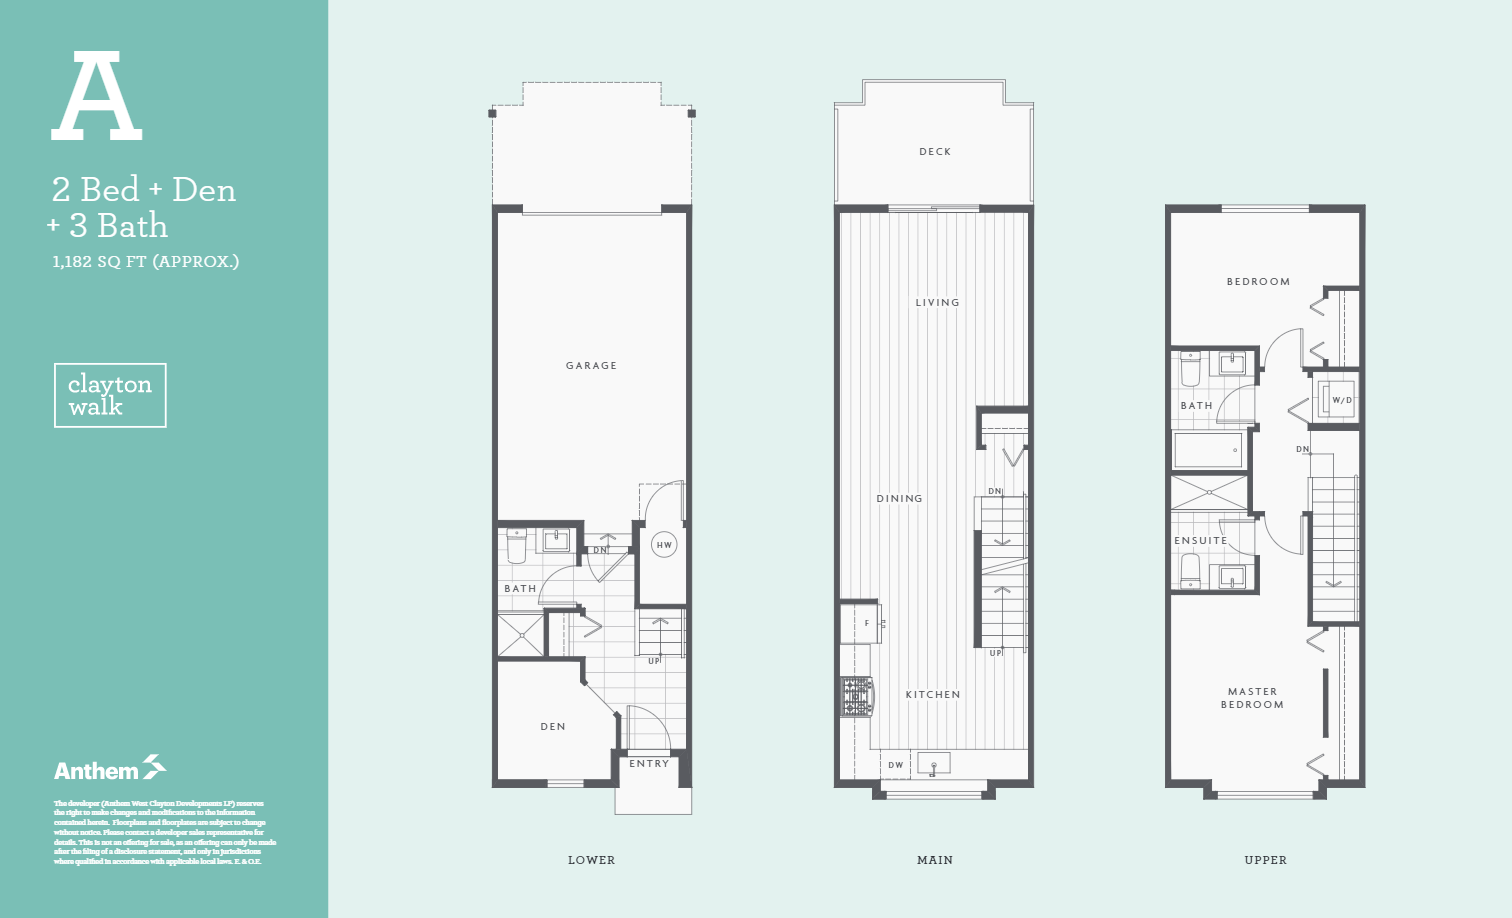 A
2 Bed + Den
+ 3 Bath
1,182 SQ FT (APPROX.)
clayton
walk
Anthem
The developer (Anthem West Clayton Developments LP) reserves
the right to make changes and modifications to the information
contained herein. Floorplans and floorplates are subject to change
without notice. Please contact a developer sales representative for
details. This is not an offering for sale, as an offering can only be made
after the filing of a disclosure statement, and only in jurisdictions
where qualified in accordance with applicable local laws. E. & O.E.
GARAGE
HW
DN
BATH
UP
DEN
ENTRY
LOWER
DECK
LIVING
DINING
DN
F
UP
KITCHEN
DW
MAIN
BEDROOM
W/D
BATH
DN
ENSUITE
MASTER
BEDROOM
UPPER